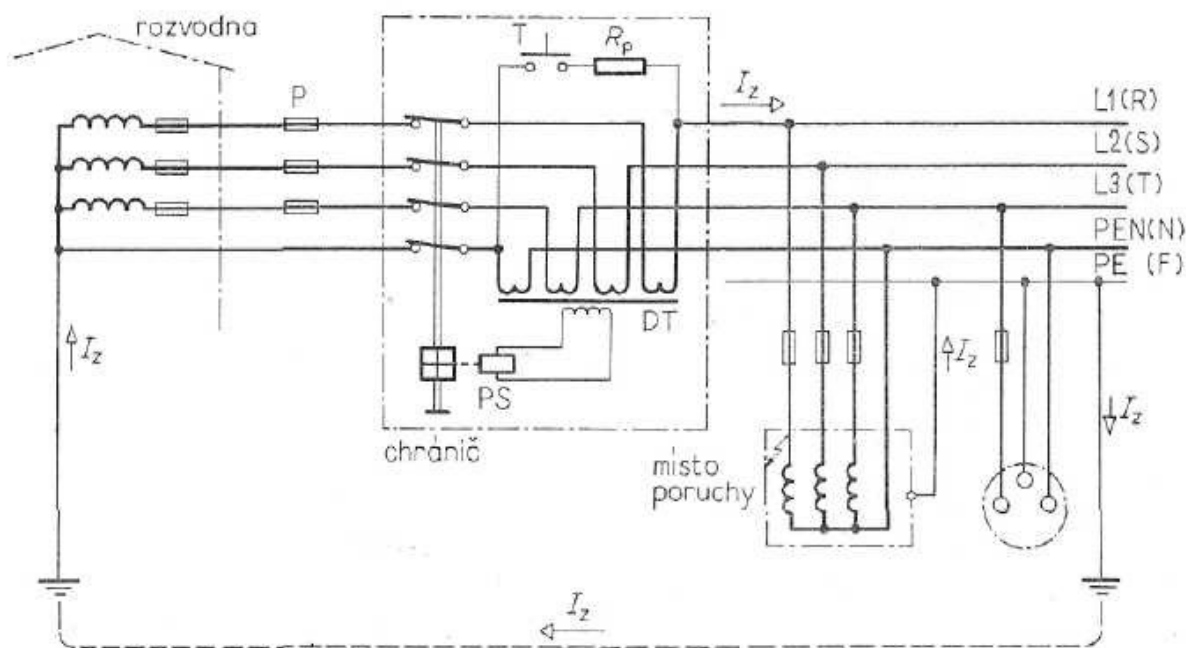 rozvodna
T
Rp
P
Iz
L1(R)
L2(S)
L3(T)
PEN(N)
PE (F)
DT
Iz
Iz
Iz
PS
chránič
místo
poruchy
Iz